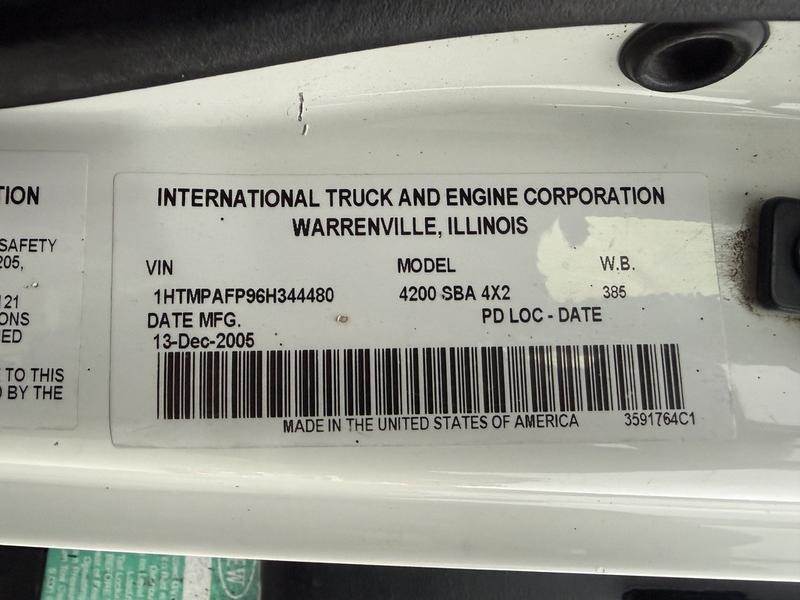 TION
SAFETY
205,
121
ONS
ED
TO THIS
BY THE
INTERNATIONAL TRUCK AND ENGINE CORPORATION
WARRENVILLE, ILLINOIS
VIN MODEL W.B.
1HTMPAFP96H344480 4200 SBA 4X2 385
DATE MFG. PD LOC - DATE
13-Dec-2005
MADE IN THE UNITED STATES OF AMERICA 3591764C1